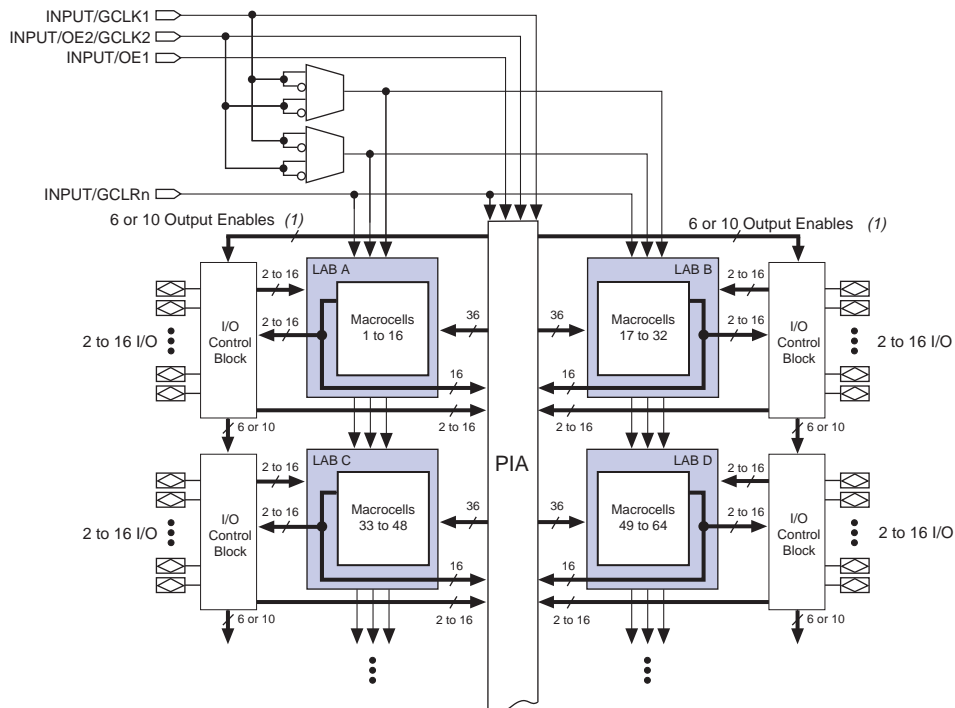 INPUT/GCLK1
INPUT/OE2/GCLK2
INPUT/OE1
INPUT/GCLRn
6 or 10 Output Enables (1)
6 or 10 Output Enables (1)
LAB A
LAB B
2 to 16
2 to 16
I/O
Control
Block
2 to 16
Macrocells
1 to 16
36
36
Macrocells
17 to 32
2 to 16
I/O
Control
Block
2 to 16 I/O
2 to 16 I/O
16
16
2 to 16
2 to 16
6 or 10
6 or 10
PIA
LAB C
LAB D
2 to 16
2 to 16
I/O
Control
Block
2 to 16
Macrocells
33 to 48
36
36
Macrocells
49 to 64
2 to 16
I/O
Control
Block
2 to 16 I/O
2 to 16 I/O
16
16
2 to 16
2 to 16
6 or 10
6 or 10